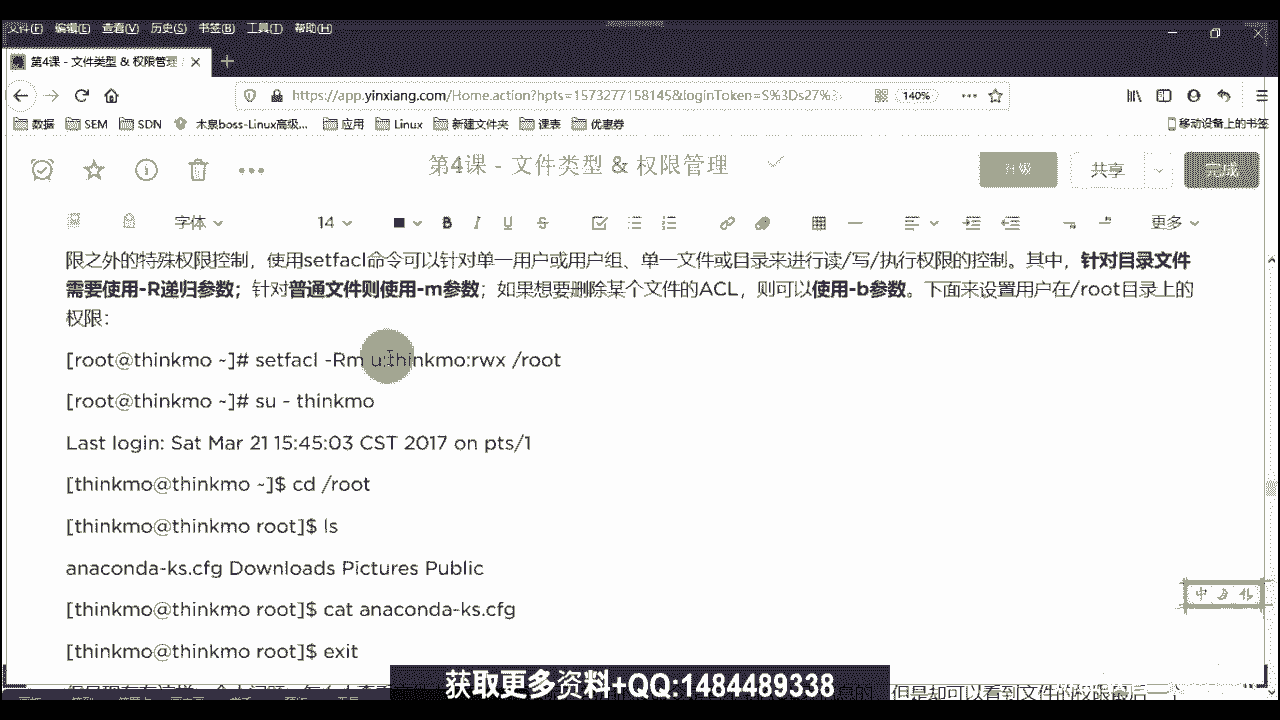 文件(F) 编辑(E) 查看(V) 历史(S) 书签(B) 工具(T) 帮助(H)
第4课 - 文件类型 & 权限管理
https://app.yinxiang.com/Home.action?hpts=1573277158145&loginToken=S%3Ds27%3
140%
数据 SEM SDN 木泉boss-Linux高级... 应用 Linux 新建文件夹 课表 优惠券 移动设备上的书签
第4课 - 文件类型 & 权限管理
升级 共享 完成
字体 14 B I U S 更多
限之外的特殊权限控制，使用setfacl命令可以针对单一用户或用户组、单一文件或目录来进行读/写/执行权限的控制。其中，针对目录文件
需要使用-R递归参数；针对普通文件则使用-m参数；如果想要删除某个文件的ACL，则可以使用-b参数。下面来设置用户在/root目录上的
权限：
[root@thinkmo ~]# setfacl -Rm u:thinkmo:rwx /root
[root@thinkmo ~]# su - thinkmo
Last login: Sat Mar 21 15:45:03 CST 2017 on pts/1
[thinkmo@thinkmo ~]$ cd /root
[thinkmo@thinkmo root]$ ls
anaconda-ks.cfg Downloads Pictures Public
[thinkmo@thinkmo root]$ cat anaconda-ks.cfg
[thinkmo@thinkmo root]$ exit
中
获取更多资料+QQ:1484489338
但是却可以看到文件的权限最后一